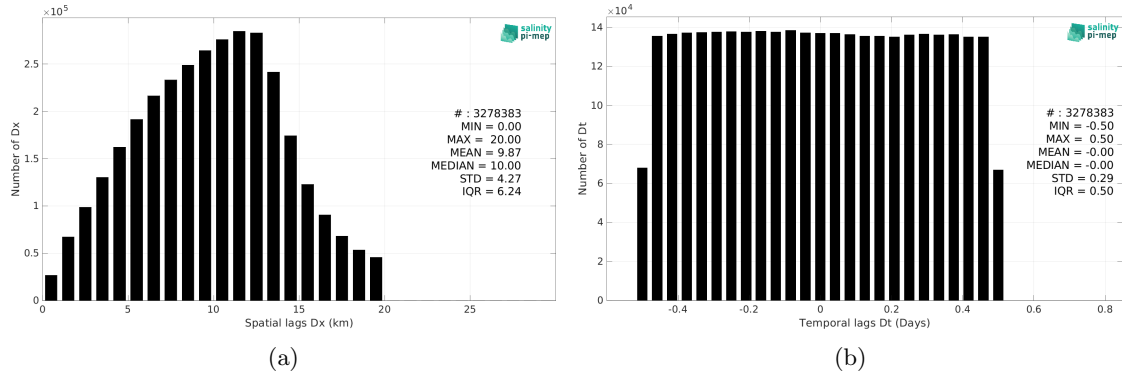 ×10⁵
2.5
2
1.5
1
0.5
0
0
5
10
15
20
25
Number of Dx
Spatial lags Dx (km)
salinity
pi-mep
# : 3278383
MIN = 0.00
MAX = 20.00
MEAN = 9.87
MEDIAN = 10.00
STD = 4.27
IQR = 6.24
(a)
×10⁴
14
12
10
8
6
4
2
0
-0.4
-0.2
0
0.2
0.4
0.6
0.8
Number of Dt
Temporal lags Dt (Days)
salinity
pi-mep
# : 3278383
MIN = -0.50
MAX = 0.50
MEAN = -0.00
MEDIAN = -0.00
STD = 0.29
IQR = 0.50
(b)